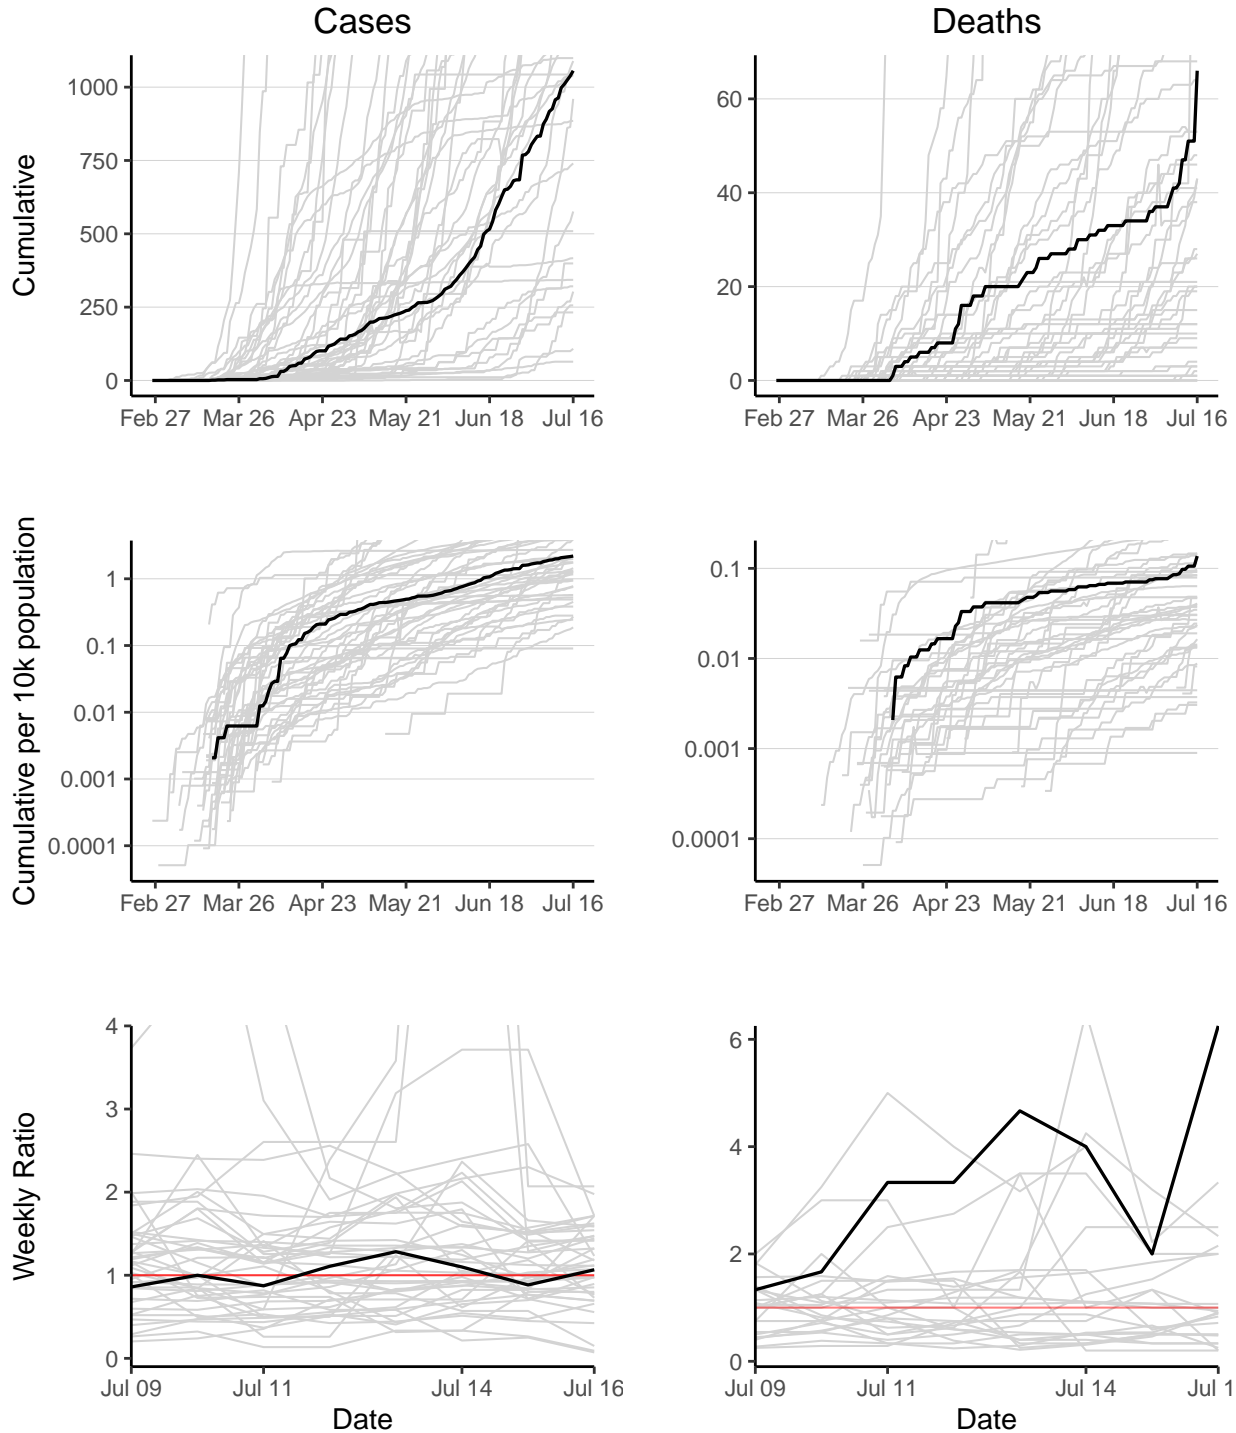 Cases
Deaths
Cumulative
1000
750
500
250
0
Feb 27 Mar 26 Apr 23 May 21 Jun 18 Jul 16
60
40
20
0
Feb 27 Mar 26 Apr 23 May 21 Jun 18 Jul 16
Cumulative per 10k population
1
0.1
0.01
0.001
0.0001
Feb 27 Mar 26 Apr 23 May 21 Jun 18 Jul 16
0.1
0.01
0.001
0.0001
Feb 27 Mar 26 Apr 23 May 21 Jun 18 Jul 16
Weekly Ratio
4
3
2
1
0
Jul 09 Jul 11 Jul 14 Jul 16
Date
6
4
2
0
Jul 09 Jul 11 Jul 14 Jul 1
Date